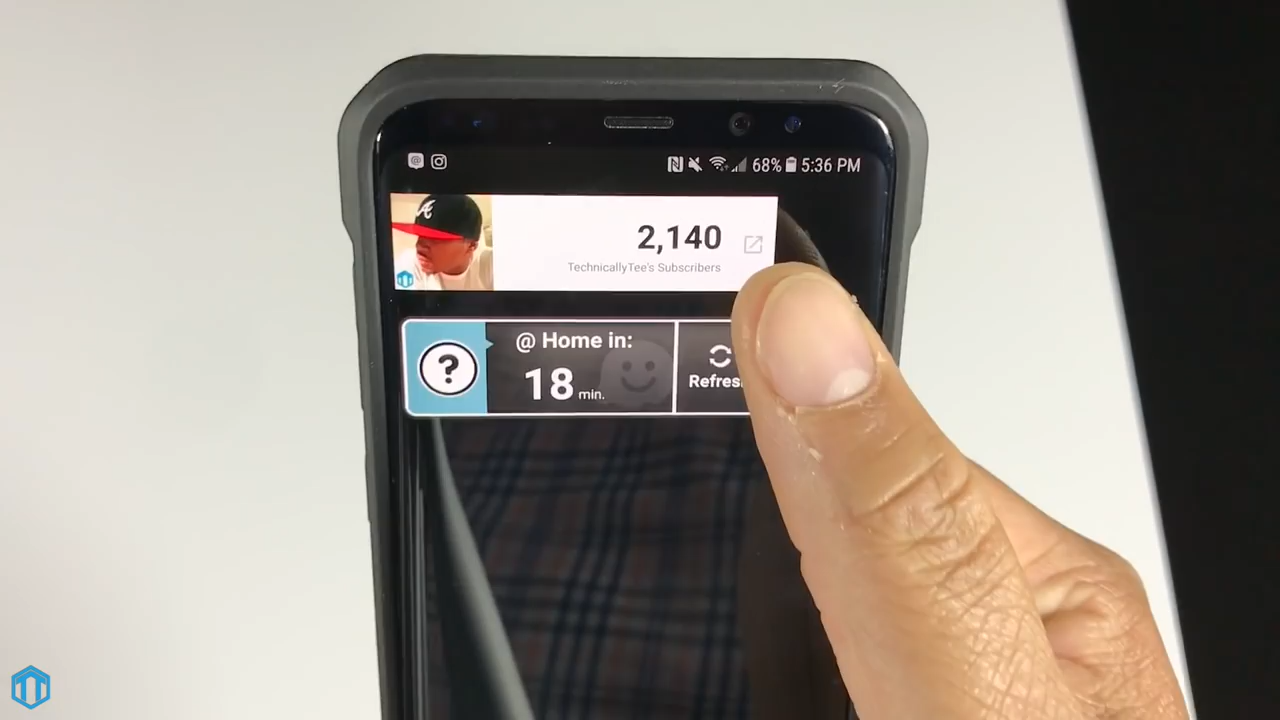 68% 5:36 PM
2,140
TechnicallyTee's Subscribers
@ Home in:
18 min.
?